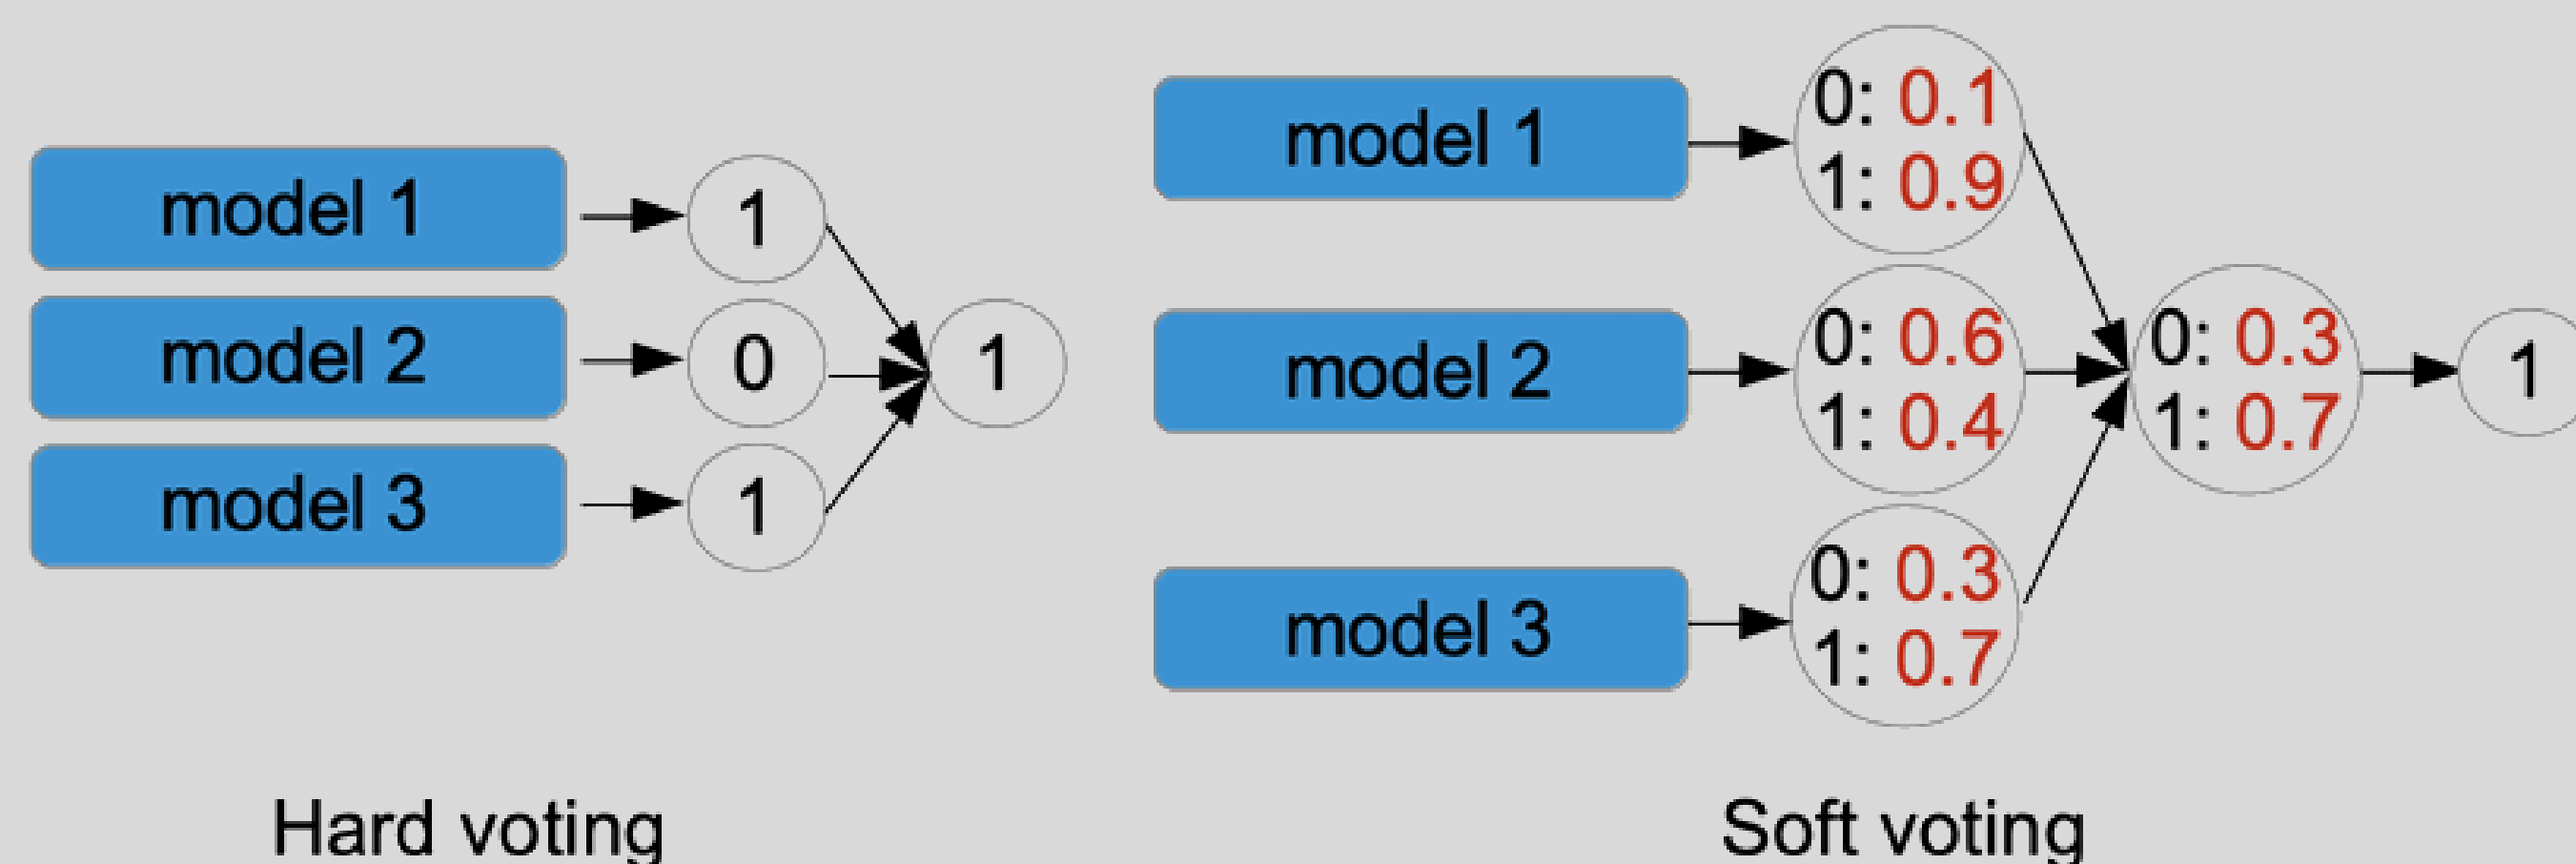 model 1
1
model 2
0
1
model 3
1
Hard voting
model 1
0: 0.1
1: 0.9
model 2
0: 0.6
1: 0.4
0: 0.3
1: 0.7
1
model 3
0: 0.3
1: 0.7
Soft voting